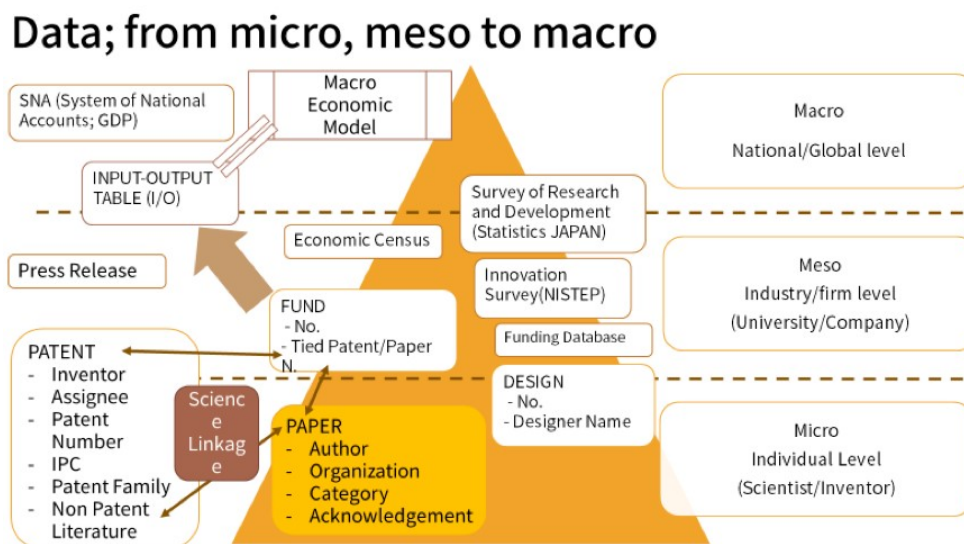 Data; from micro, meso to macro
SNA (System of National
Accounts; GDP)
Macro
Economic
Model
INPUT-OUTPUT
TABLE (I/O)
Economic Census
Press Release
FUND
- No.
- Tied Patent/Paper
N.
PATENT
- Inventor
- Assignee
- Patent
Number
- IPC
- Patent Family
- Non Patent
Literature
Scienc
e
Linkag
e
PAPER
- Author
- Organization
- Category
- Acknowledgement
Survey of Research
and Development
(Statistics JAPAN)
Innovation
Survey(NISTEP)
Funding Database
DESIGN
- No.
- Designer Name
Macro
National/Global level
Meso
Industry/firm level
(University/Company)
Micro
Individual Level
(Scientist/Inventor)